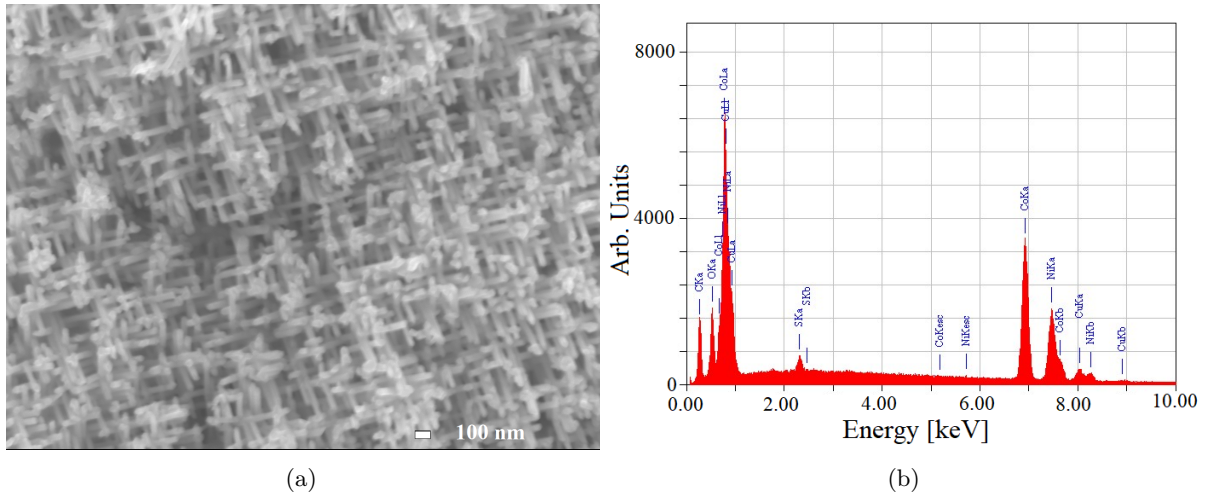 100 nm
(a)
8000
4000
0
Arb. Units
CKa
OKa
CoLl
NiLl
CuLl
CoLa
NiLa
CuLa
SKa
SKb
CoKesc
NiKesc
CoKa
NiKa
CoKb
CuKa
NiKb
CuKb
0.00 2.00 4.00 6.00 8.00 10.00
Energy [keV]
(b)